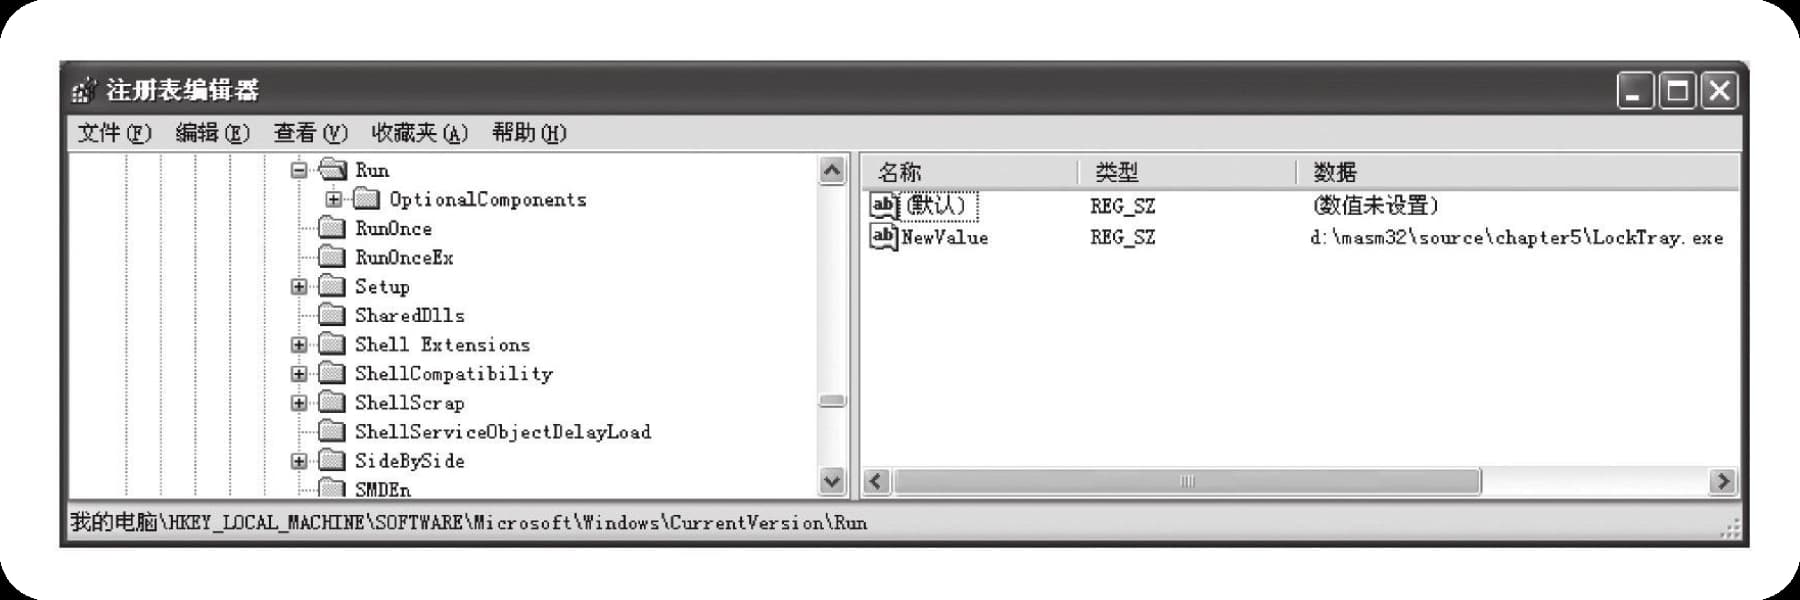 注册表编辑器
文件(F) 编辑(E) 查看(V) 收藏夹(A) 帮助(H)
Run
OptionalComponents
RunOnce
RunOnceEx
Setup
SharedDlls
Shell Extensions
ShellCompatibility
ShellScrap
ShellServiceObjectDelayLoad
SideBySide
SMDEn
名称 类型 数据
ab (默认) REG_SZ (数值未设置)
ab NewValue REG_SZ d:\masm32\source\chapter5\LockTray.exe
我的电脑\HKEY_LOCAL_MACHINE\SOFTWARE\Microsoft\Windows\CurrentVersion\Run